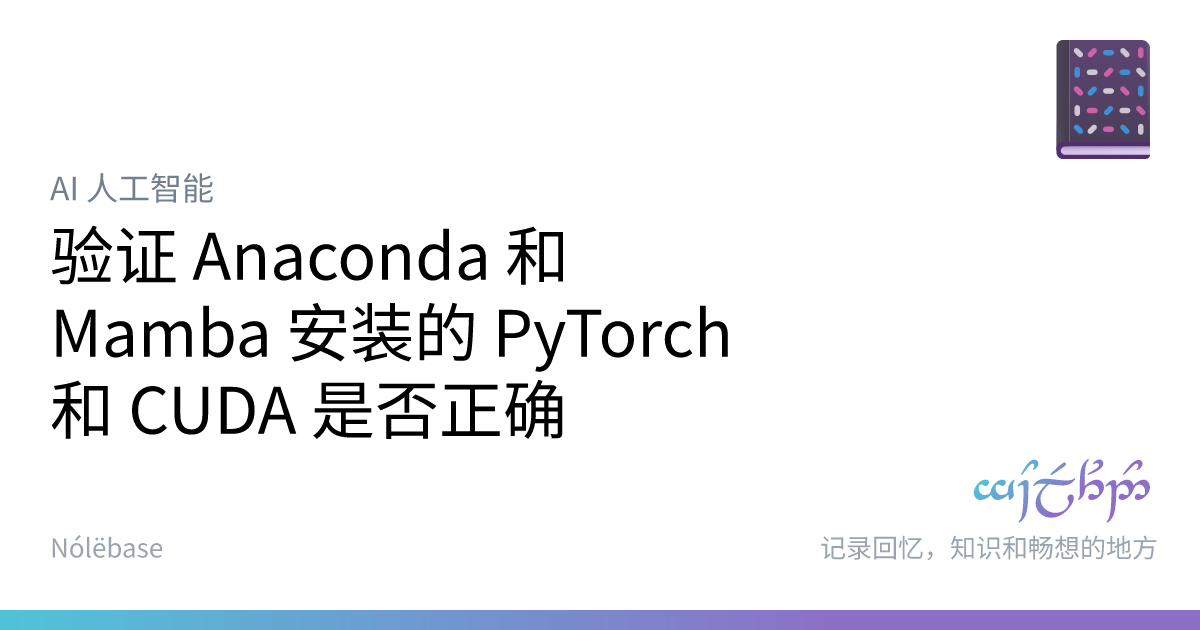 AI 人工智能
验证 Anaconda 和
Mamba 安装的 PyTorch
和 CUDA 是否正确
Nólëbase
记录回忆，知识和畅想的地方